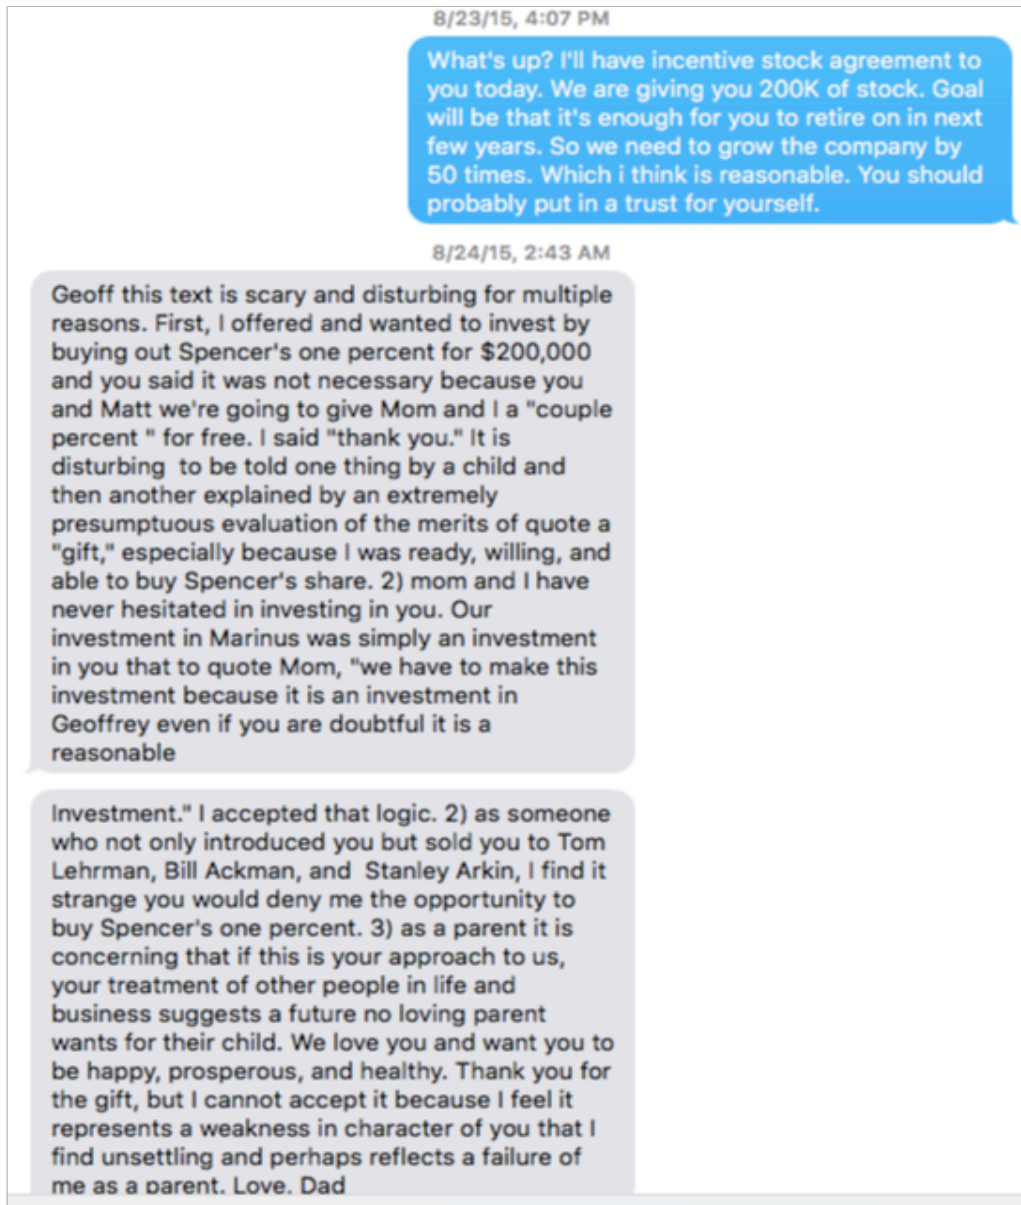 8/23/15, 4:07 PM
What's up? I'll have incentive stock agreement to
you today. We are giving you 200K of stock. Goal
will be that it's enough for you to retire on in next
few years. So we need to grow the company by
50 times. Which i think is reasonable. You should
probably put in a trust for yourself.
8/24/15, 2:43 AM
Geoff this text is scary and disturbing for multiple
reasons. First, I offered and wanted to invest by
buying out Spencer's one percent for $200,000
and you said it was not necessary because you
and Matt we're going to give Mom and I a "couple
percent " for free. I said "thank you." It is
disturbing  to be told one thing by a child and
then another explained by an extremely
presumptuous evaluation of the merits of quote a
"gift," especially because I was ready, willing, and
able to buy Spencer's share. 2) mom and I have
never hesitated in investing in you. Our
investment in Marinus was simply an investment
in you that to quote Mom, "we have to make this
investment because it is an investment in
Geoffrey even if you are doubtful it is a
reasonable
Investment." I accepted that logic. 2) as someone
who not only introduced you but sold you to Tom
Lehrman, Bill Ackman, and  Stanley Arkin, I find it
strange you would deny me the opportunity to
buy Spencer's one percent. 3) as a parent it is
concerning that if this is your approach to us,
your treatment of other people in life and
business suggests a future no loving parent
wants for their child. We love you and want you to
be happy, prosperous, and healthy. Thank you for
the gift, but I cannot accept it because I feel it
represents a weakness in character of you that I
find unsettling and perhaps reflects a failure of
me as a parent. Love. Dad